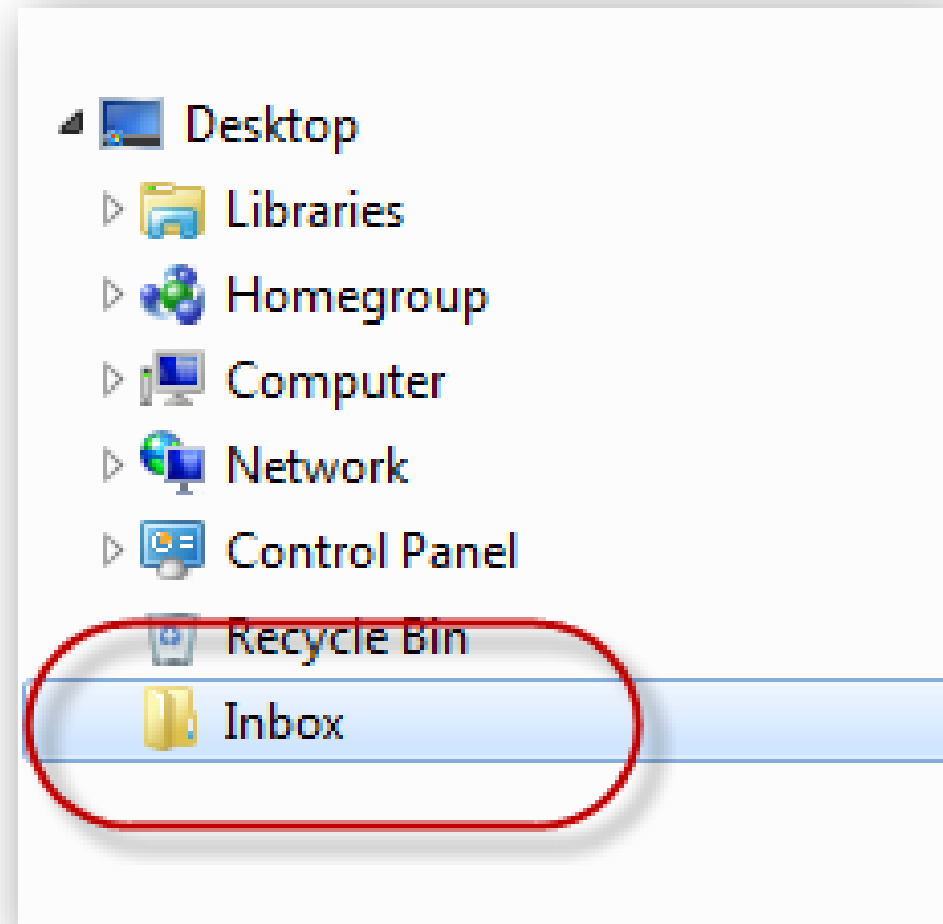 Desktop
Libraries
Homegroup
Computer
Network
Control Panel
Recycle Bin
Inbox